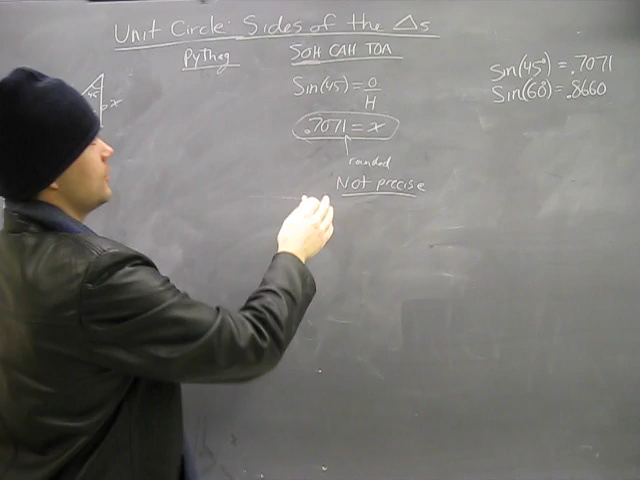 Unit Circle: Sides of the Δs
Pythag
SOH CAH TOA
Sin(45) = O/H
.7071 = x
rounded
Not precise
45
x
Sin(45°) = .7071
Sin(60°) = .8660